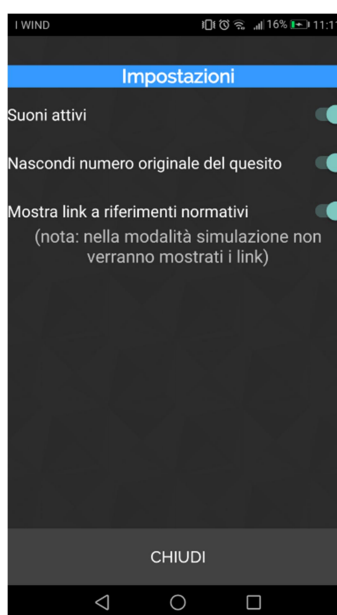 I WIND 16% 11:11
Impostazioni
Suoni attivi
Nascondi numero originale del quesito
Mostra link a riferimenti normativi
(nota: nella modalità simulazione non
verranno mostrati i link)
CHIUDI